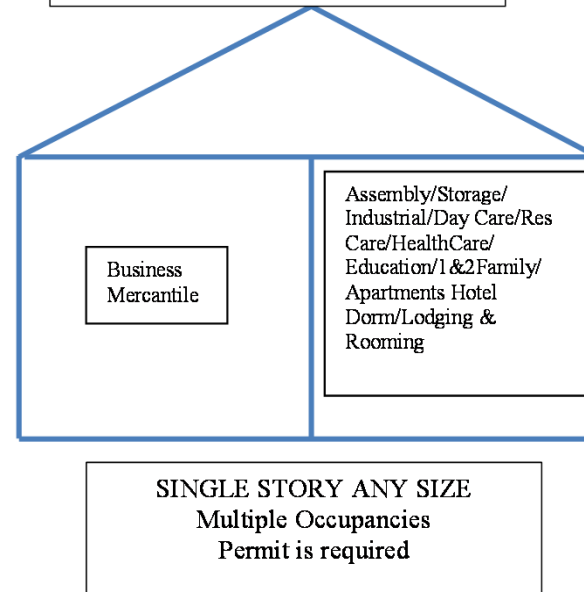 Business
Mercantile
Assembly/Storage/
Industrial/Day Care/Res
Care/HealthCare/
Education/1&2Family/
Apartments Hotel
Dorm/Lodging &
Rooming
SINGLE STORY ANY SIZE
Multiple Occupancies
Permit is required